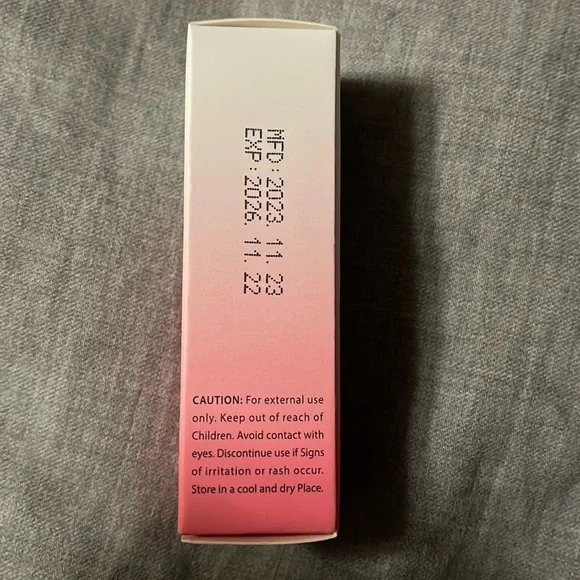 MFD: 2023. 11. 23
EXP: 2026. 11. 22
CAUTION: For external use
only. Keep out of reach of
Children. Avoid contact with
eyes. Discontinue use if Signs
of irritation or rash occur.
Store in a cool and dry Place.